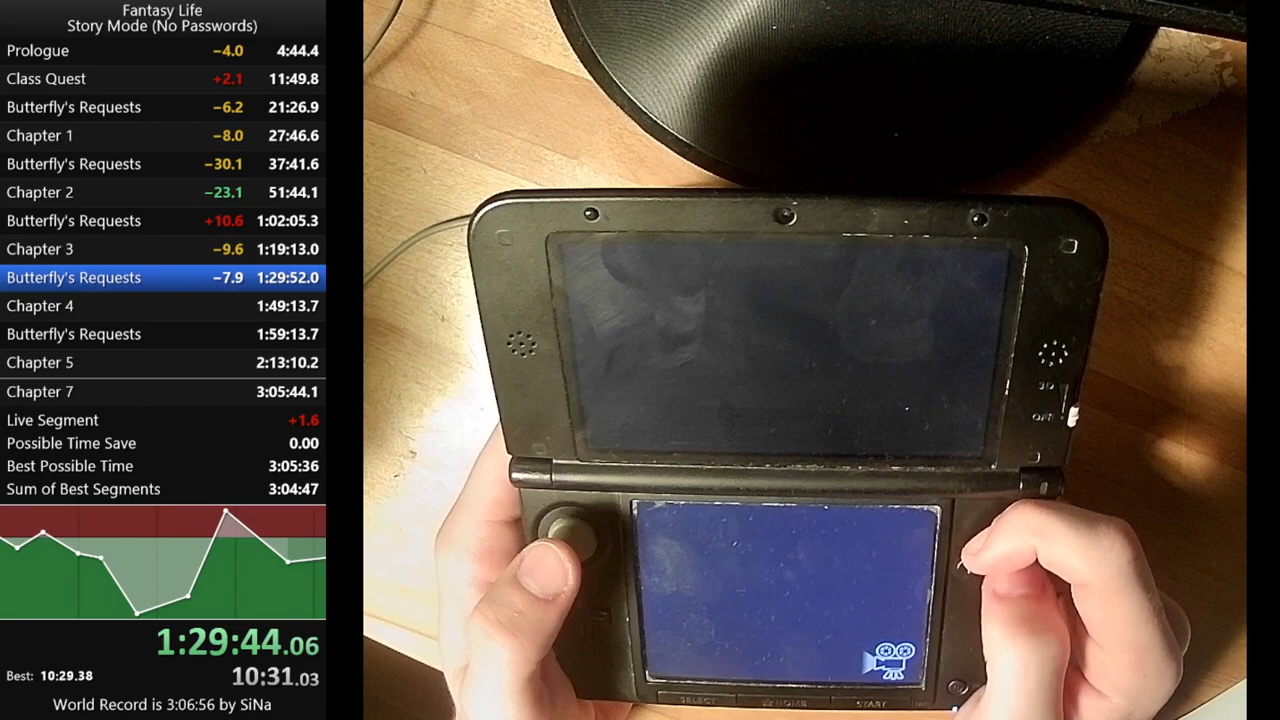 Fantasy Life
Story Mode (No Passwords)
Prologue −4.0 4:44.4
Class Quest +2.1 11:49.8
Butterfly's Requests −6.2 21:26.9
Chapter 1 −8.0 27:46.6
Butterfly's Requests −30.1 37:41.6
Chapter 2 −23.1 51:44.1
Butterfly's Requests +10.6 1:02:05.3
Chapter 3 −9.6 1:19:13.0
Butterfly's Requests −7.9 1:29:52.0
Chapter 4 1:49:13.7
Butterfly's Requests 1:59:13.7
Chapter 5 2:13:10.2
Chapter 7 3:05:44.1
Live Segment +1.6
Possible Time Save 0.00
Best Possible Time 3:05:36
Sum of Best Segments 3:04:47
1:29:44.06
Best: 10:29.38 10:31.03
World Record is 3:06:56 by SiNa
3D
OFF
SELECT HOME START